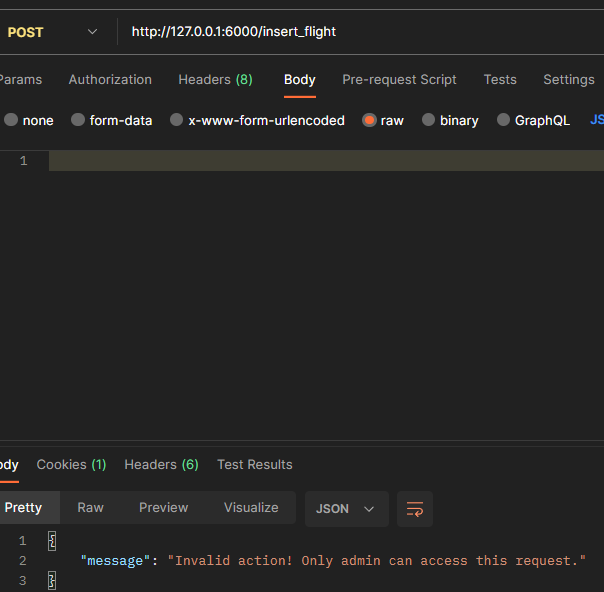 POST http://127.0.0.1:6000/insert_flight
Params Authorization Headers (8) Body Pre-request Script Tests Settings
none form-data x-www-form-urlencoded raw binary GraphQL JS
1
ody Cookies (1) Headers (6) Test Results
Pretty Raw Preview Visualize JSON
1 {
2 "message": "Invalid action! Only admin can access this request."
3 }